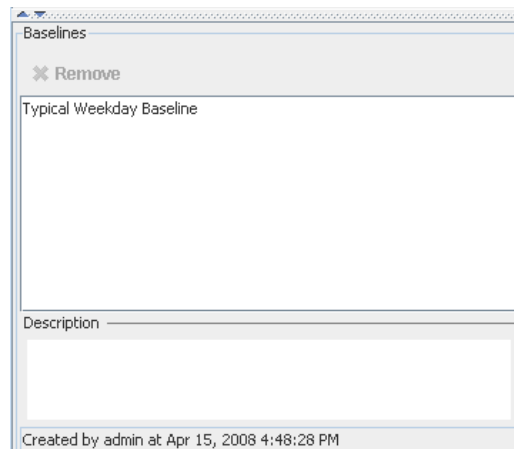 Baselines
Remove
Typical Weekday Baseline
Description
Created by admin at Apr 15, 2008 4:48:28 PM